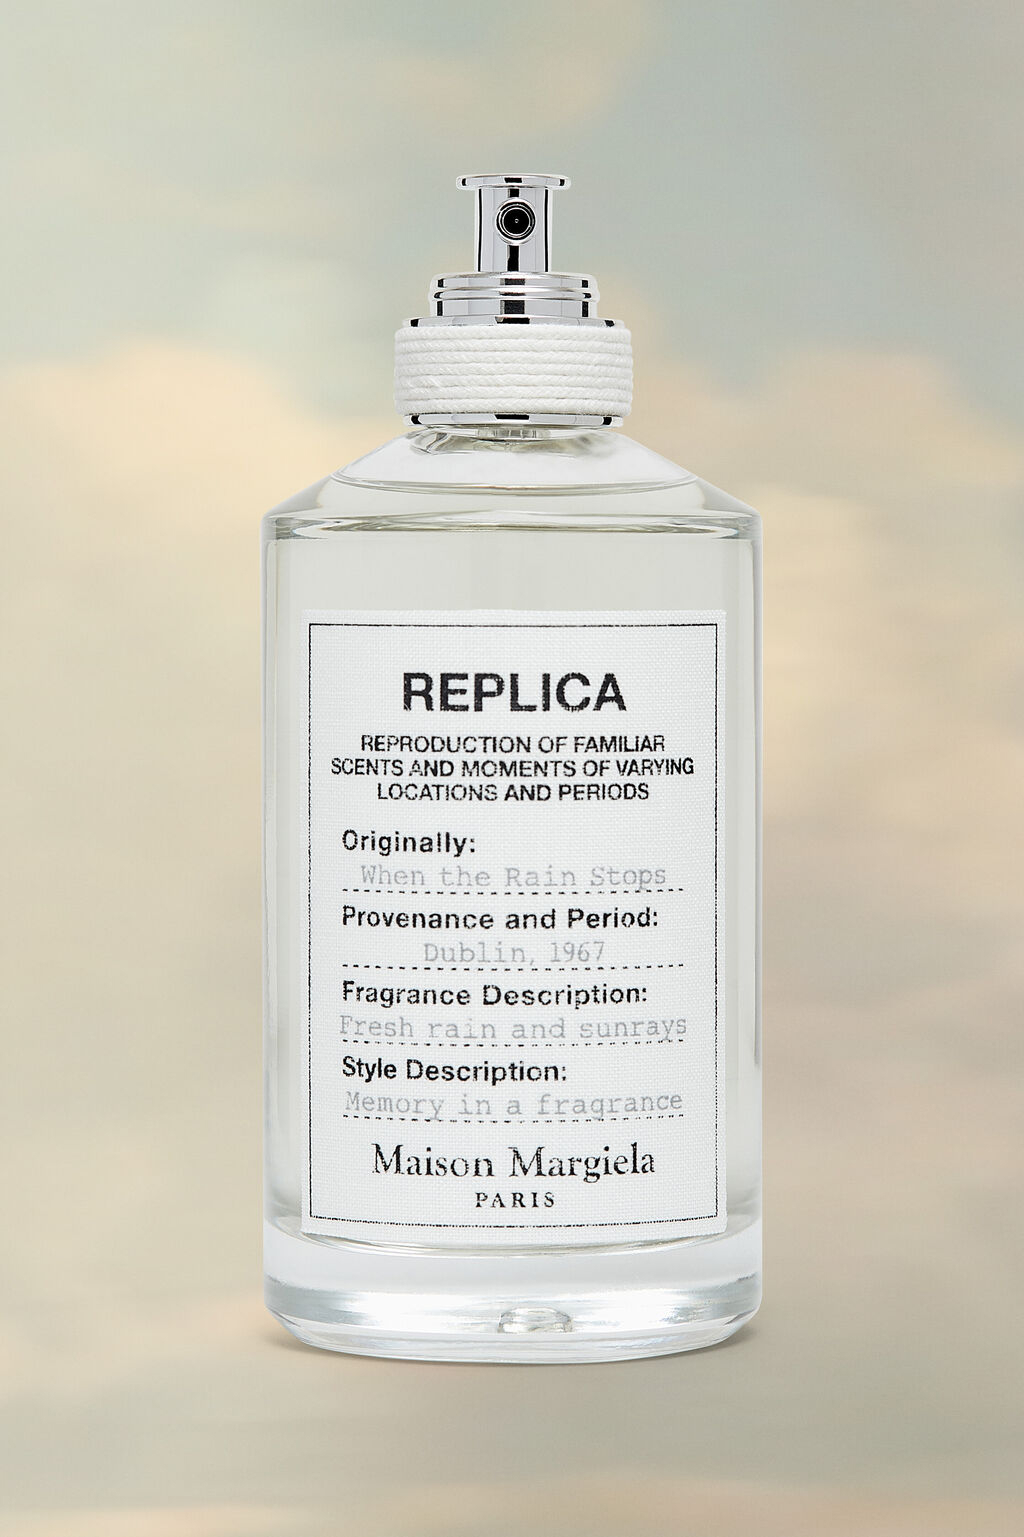 REPLICA
REPRODUCTION OF FAMILIAR
SCENTS AND MOMENTS OF VARYING
LOCATIONS AND PERIODS
Originally:
When the Rain Stops
Provenance and Period:
Dublin, 1967
Fragrance Description:
Fresh rain and sunrays
Style Description:
Memory in a fragrance
Maison Margiela
PARIS